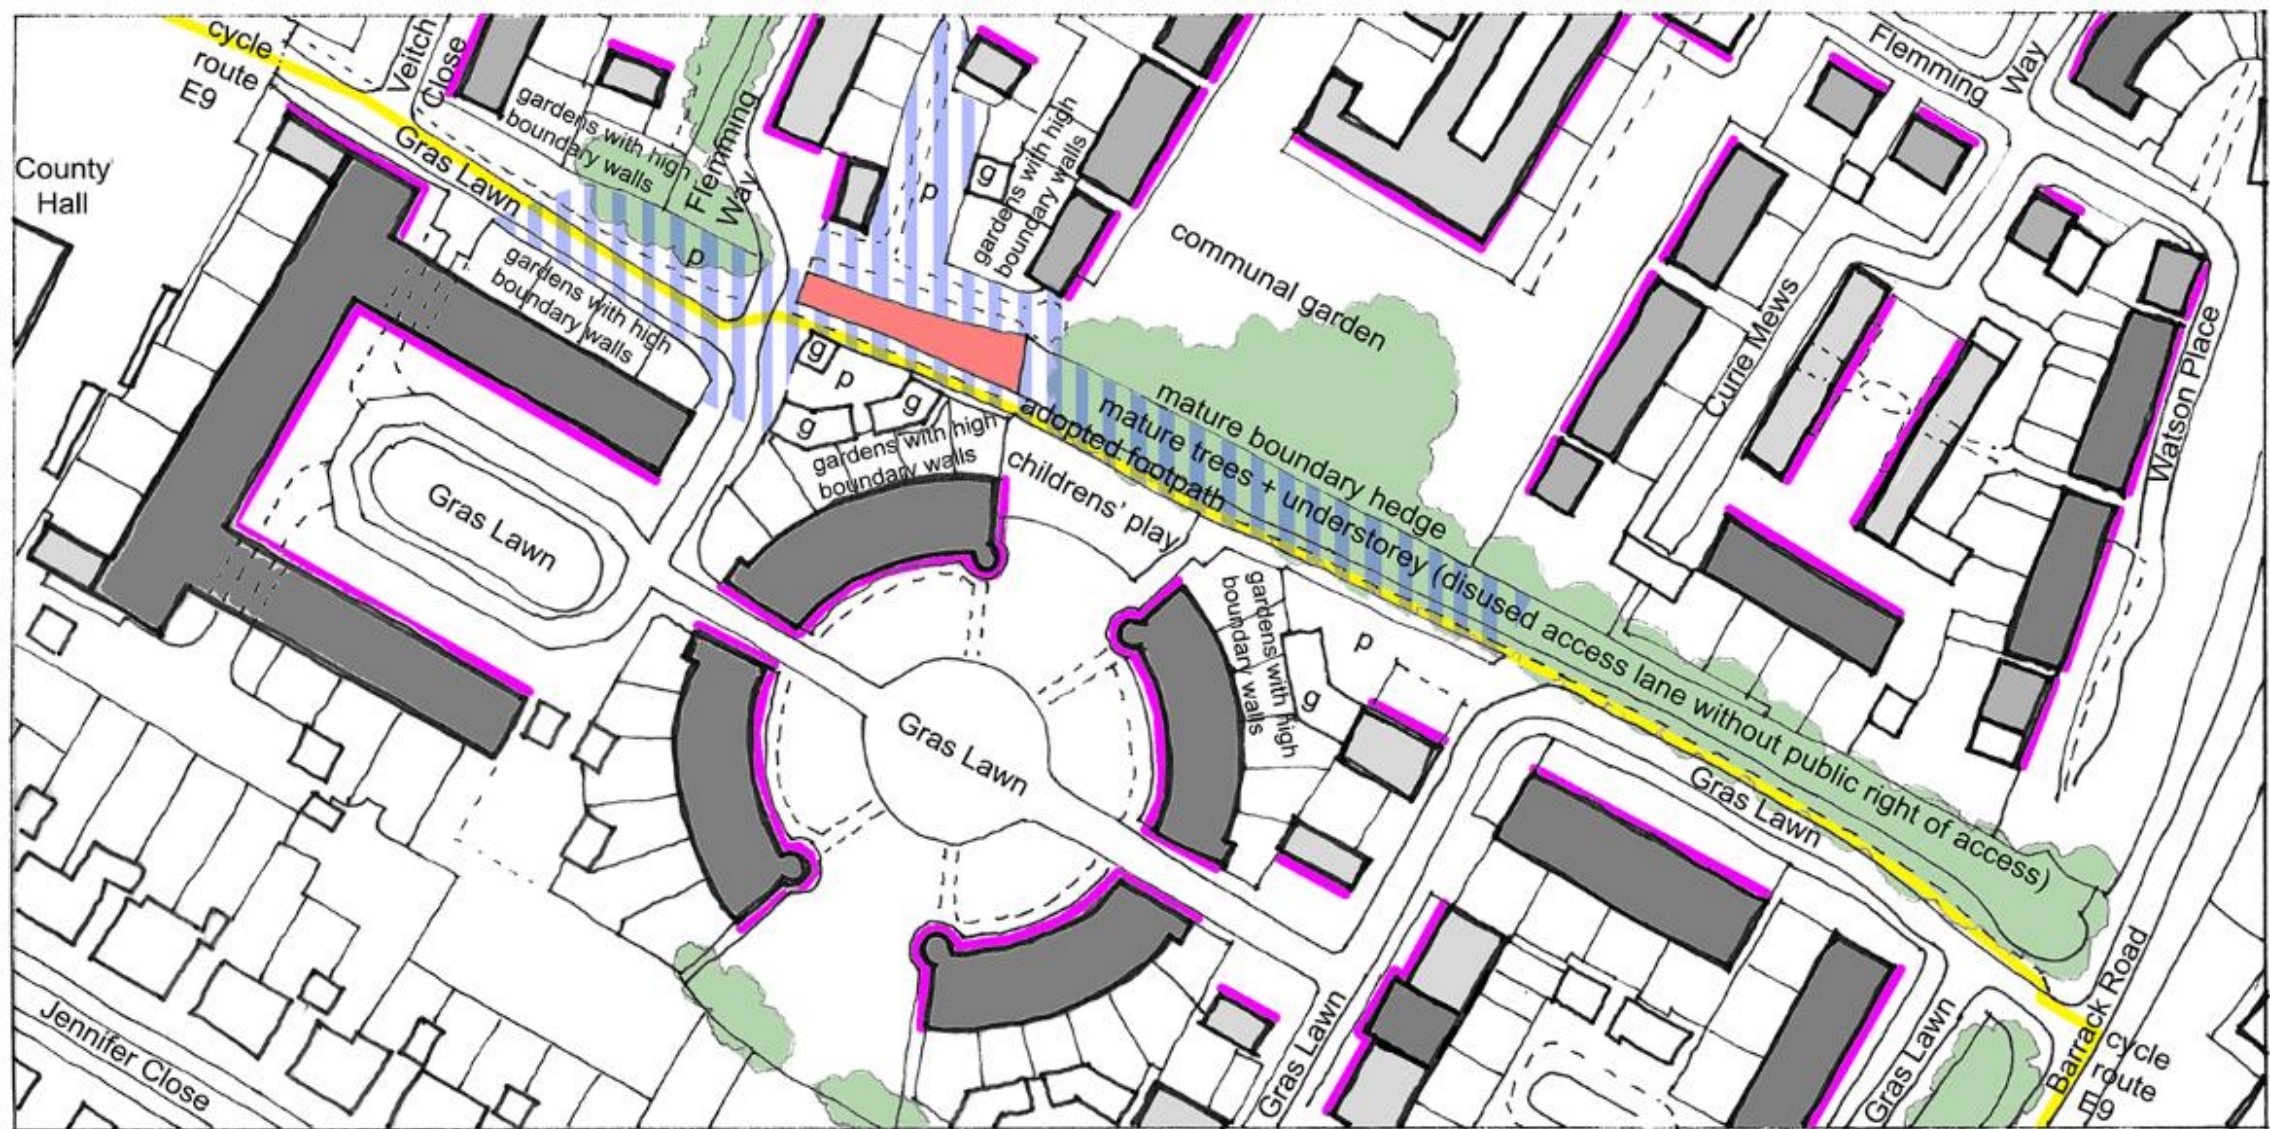 cycle
route
E9
Veitch
Close
Flemming
Way
County
Hall
Gras Lawn
gardens with high
boundary walls
Flemming
Way
p
p
g
gardens with high
boundary walls
gardens with high
boundary walls
communal garden
Curie Mews
Watson Place
g
p
g
g
gardens with high
boundary walls
adopted footpath
mature boundary hedge
mature trees + understorey (disused access lane without public right of access)
childrens' play
Gras Lawn
gardens with high
boundary walls
p
g
Gras Lawn
Gras Lawn
Jennifer Close
Gras Lawn
Gras Lawn
Barrack Road
cycle
route
E9